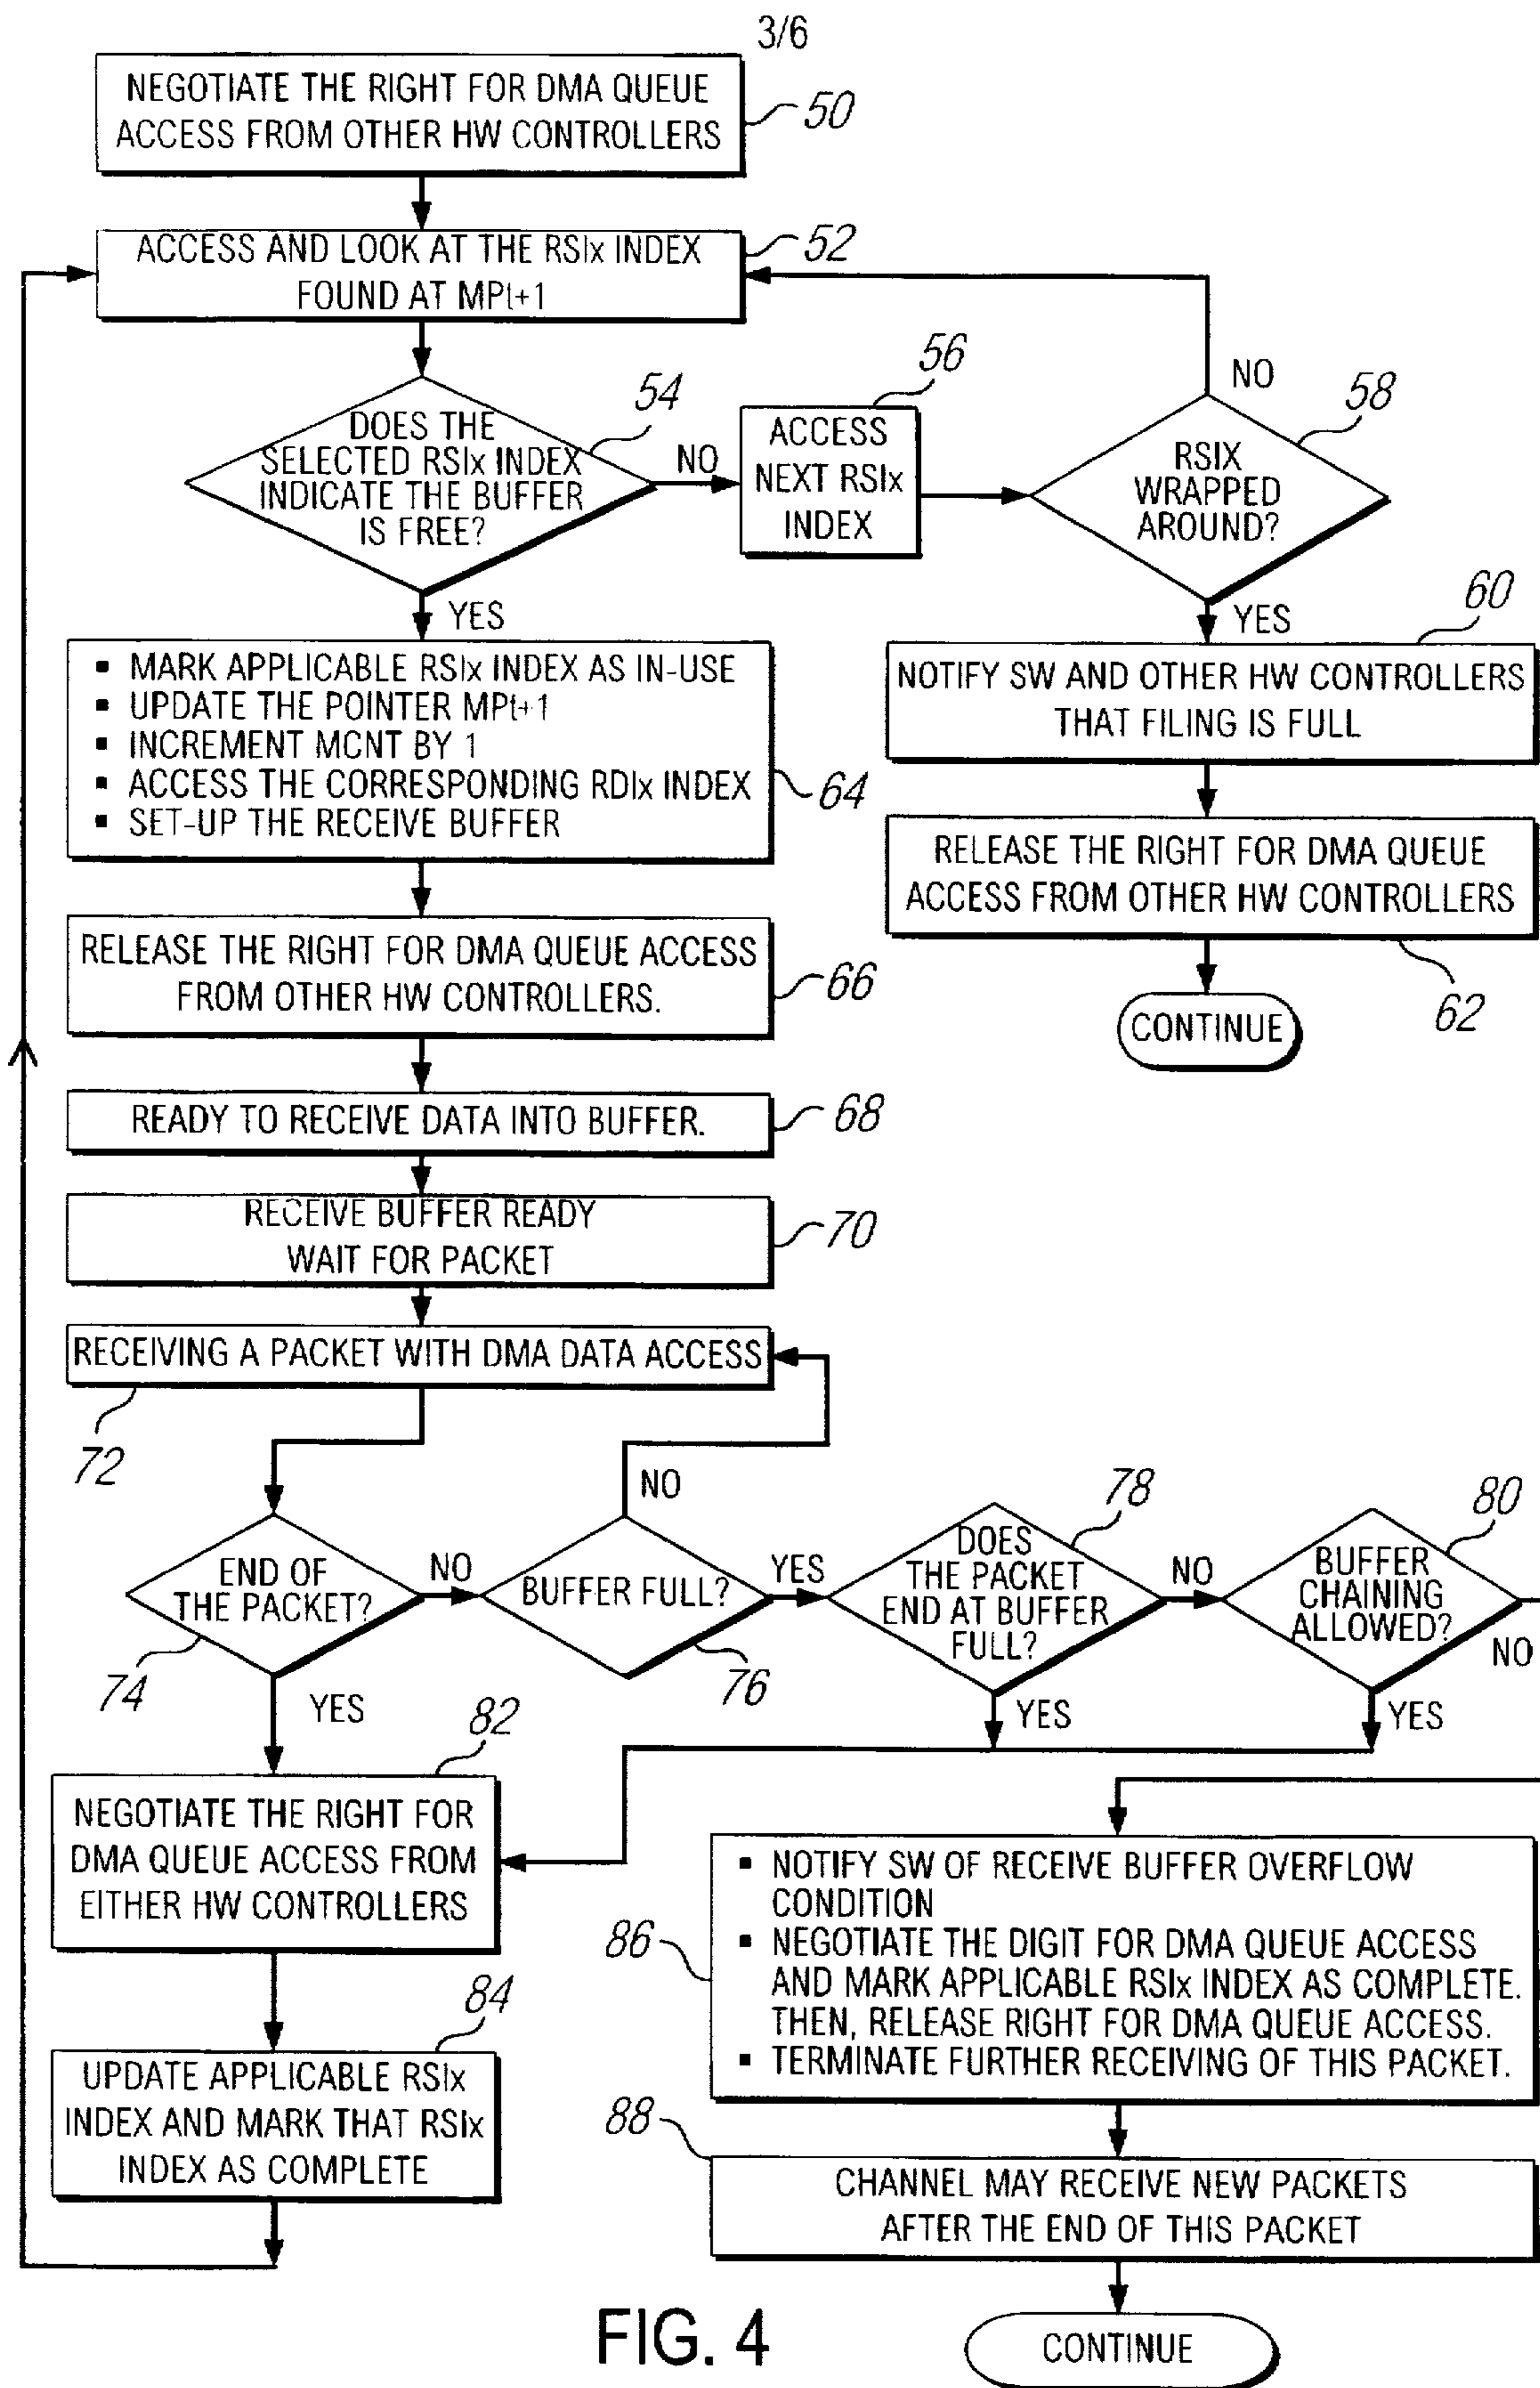 3/6
NEGOTIATE THE RIGHT FOR DMA QUEUE
ACCESS FROM OTHER HW CONTROLLERS
50
ACCESS AND LOOK AT THE RSIx INDEX
FOUND AT MPt+1
52
DOES THE
SELECTED RSIx INDEX
INDICATE THE BUFFER
IS FREE?
54
NO
YES
ACCESS
NEXT RSIx
INDEX
56
RSIX
WRAPPED
AROUND?
58
NO
YES
NOTIFY SW AND OTHER HW CONTROLLERS
THAT FILING IS FULL
60
RELEASE THE RIGHT FOR DMA QUEUE
ACCESS FROM OTHER HW CONTROLLERS
62
CONTINUE
▪ MARK APPLICABLE RSIx INDEX AS IN-USE
▪ UPDATE THE POINTER MPt+1
▪ INCREMENT MCNT BY 1
▪ ACCESS THE CORRESPONDING RDIx INDEX
▪ SET-UP THE RECEIVE BUFFER
64
RELEASE THE RIGHT FOR DMA QUEUE ACCESS
FROM OTHER HW CONTROLLERS.
66
READY TO RECEIVE DATA INTO BUFFER.
68
RECEIVE BUFFER READY
WAIT FOR PACKET
70
RECEIVING A PACKET WITH DMA DATA ACCESS
72
END OF
THE PACKET?
74
NO
YES
BUFFER FULL?
76
NO
YES
DOES
THE PACKET
END AT BUFFER
FULL?
78
NO
YES
BUFFER
CHAINING
ALLOWED?
80
NO
YES
NEGOTIATE THE RIGHT FOR
DMA QUEUE ACCESS FROM
EITHER HW CONTROLLERS
82
UPDATE APPLICABLE RSIx
INDEX AND MARK THAT RSIx
INDEX AS COMPLETE
84
▪ NOTIFY SW OF RECEIVE BUFFER OVERFLOW
CONDITION
▪ NEGOTIATE THE DIGIT FOR DMA QUEUE ACCESS
AND MARK APPLICABLE RSIx INDEX AS COMPLETE.
THEN, RELEASE RIGHT FOR DMA QUEUE ACCESS.
▪ TERMINATE FURTHER RECEIVING OF THIS PACKET.
86
CHANNEL MAY RECEIVE NEW PACKETS
AFTER THE END OF THIS PACKET
88
CONTINUE
FIG. 4